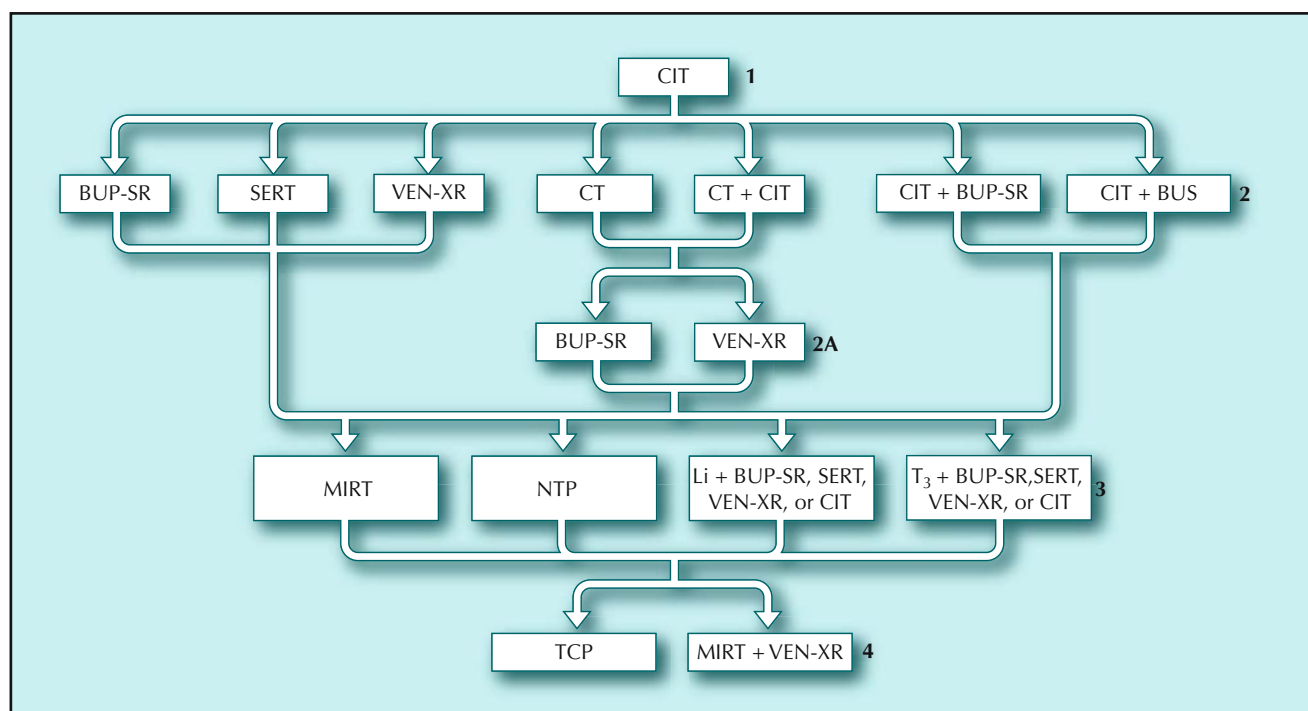 CIT 1
BUP-SR SERT VEN-XR CT CT + CIT CIT + BUP-SR CIT + BUS 2
BUP-SR VEN-XR 2A
MIRT
NTP
Li + BUP-SR, SERT,
VEN-XR, or CIT
T₃ + BUP-SR,SERT,
VEN-XR, or CIT
3
TCP MIRT + VEN-XR 4